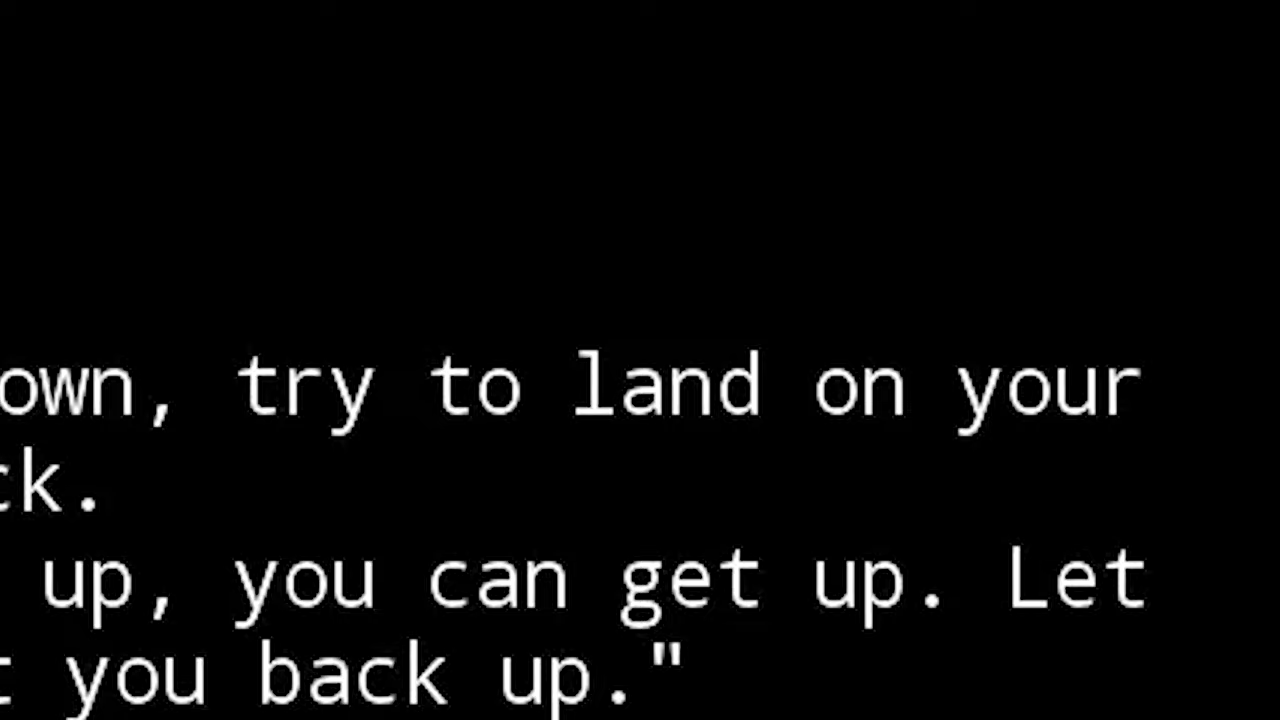 own, try to land on your
ck.
up, you can get up. Let
t you back up."